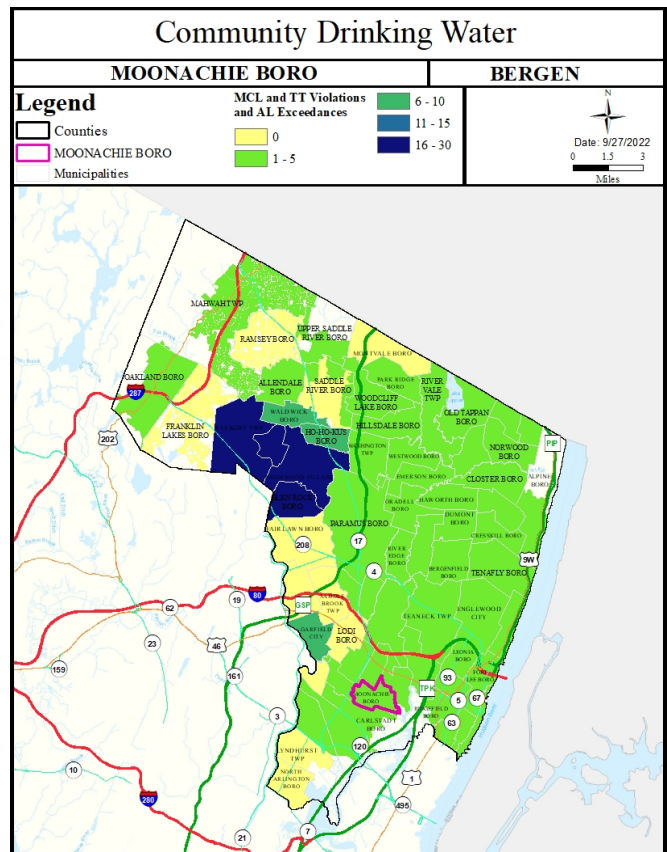 Community Drinking Water
MOONACHIE BORO
BERGEN
Legend
Counties
MOONACHIE BORO
Municipalities
MCL and TT Violations
and AL Exceedances
0
1 - 5
6 - 10
11 - 15
16 - 30
N
Date: 9/27/2022
0 1.5 3
Miles
MAHWAH TWP
RAMSEY BORO
UPPER SADDLE
RIVER BORO
MONTVALE BORO
OAKLAND BORO
287
ALLENDALE
BORO
SADDLE
RIVER BORO
PARK RIDGE
BORO
RIVER
VALE
TWP
WOODCLIFF
LAKE BORO
OLD TAPPAN
BORO
FRANKLIN
LAKES BORO
WALDWICK
BORO
HO-HO-KUS
BORO
HILLSDALE BORO
202
WASHINGTON
TWP
WESTWOOD BORO
NORWOOD
BORO
PIP
EMERSON BORO
CLOSTER BORO
ALPINE
BORO
GLEN ROCK
BORO
ORADELL
BORO
HAWORTH BORO
DUMONT
BORO
FAIR LAWN BORO
PARAMUS BORO
CRESSKILL BORO
208
17
RIVER
EDGE
BORO
4
BERGENFIELD
BORO
TENAFLY BORO
9W
80
19
62
GSP
SADDLE
BROOK
TWP
TEANECK TWP
ENGLEWOOD
CITY
GARFIELD
CITY
LODI
BORO
23
46
LEONIA
BORO
159
161
93
FORT
LEE BORO
MOONACHIE
BORO
TPK
5
67
RIDGEFIELD
BORO
3
63
CARLSTADT
BORO
120
LYNDHURST
TWP
10
NORTH
ARLINGTON
BORO
1
280
495
21
7